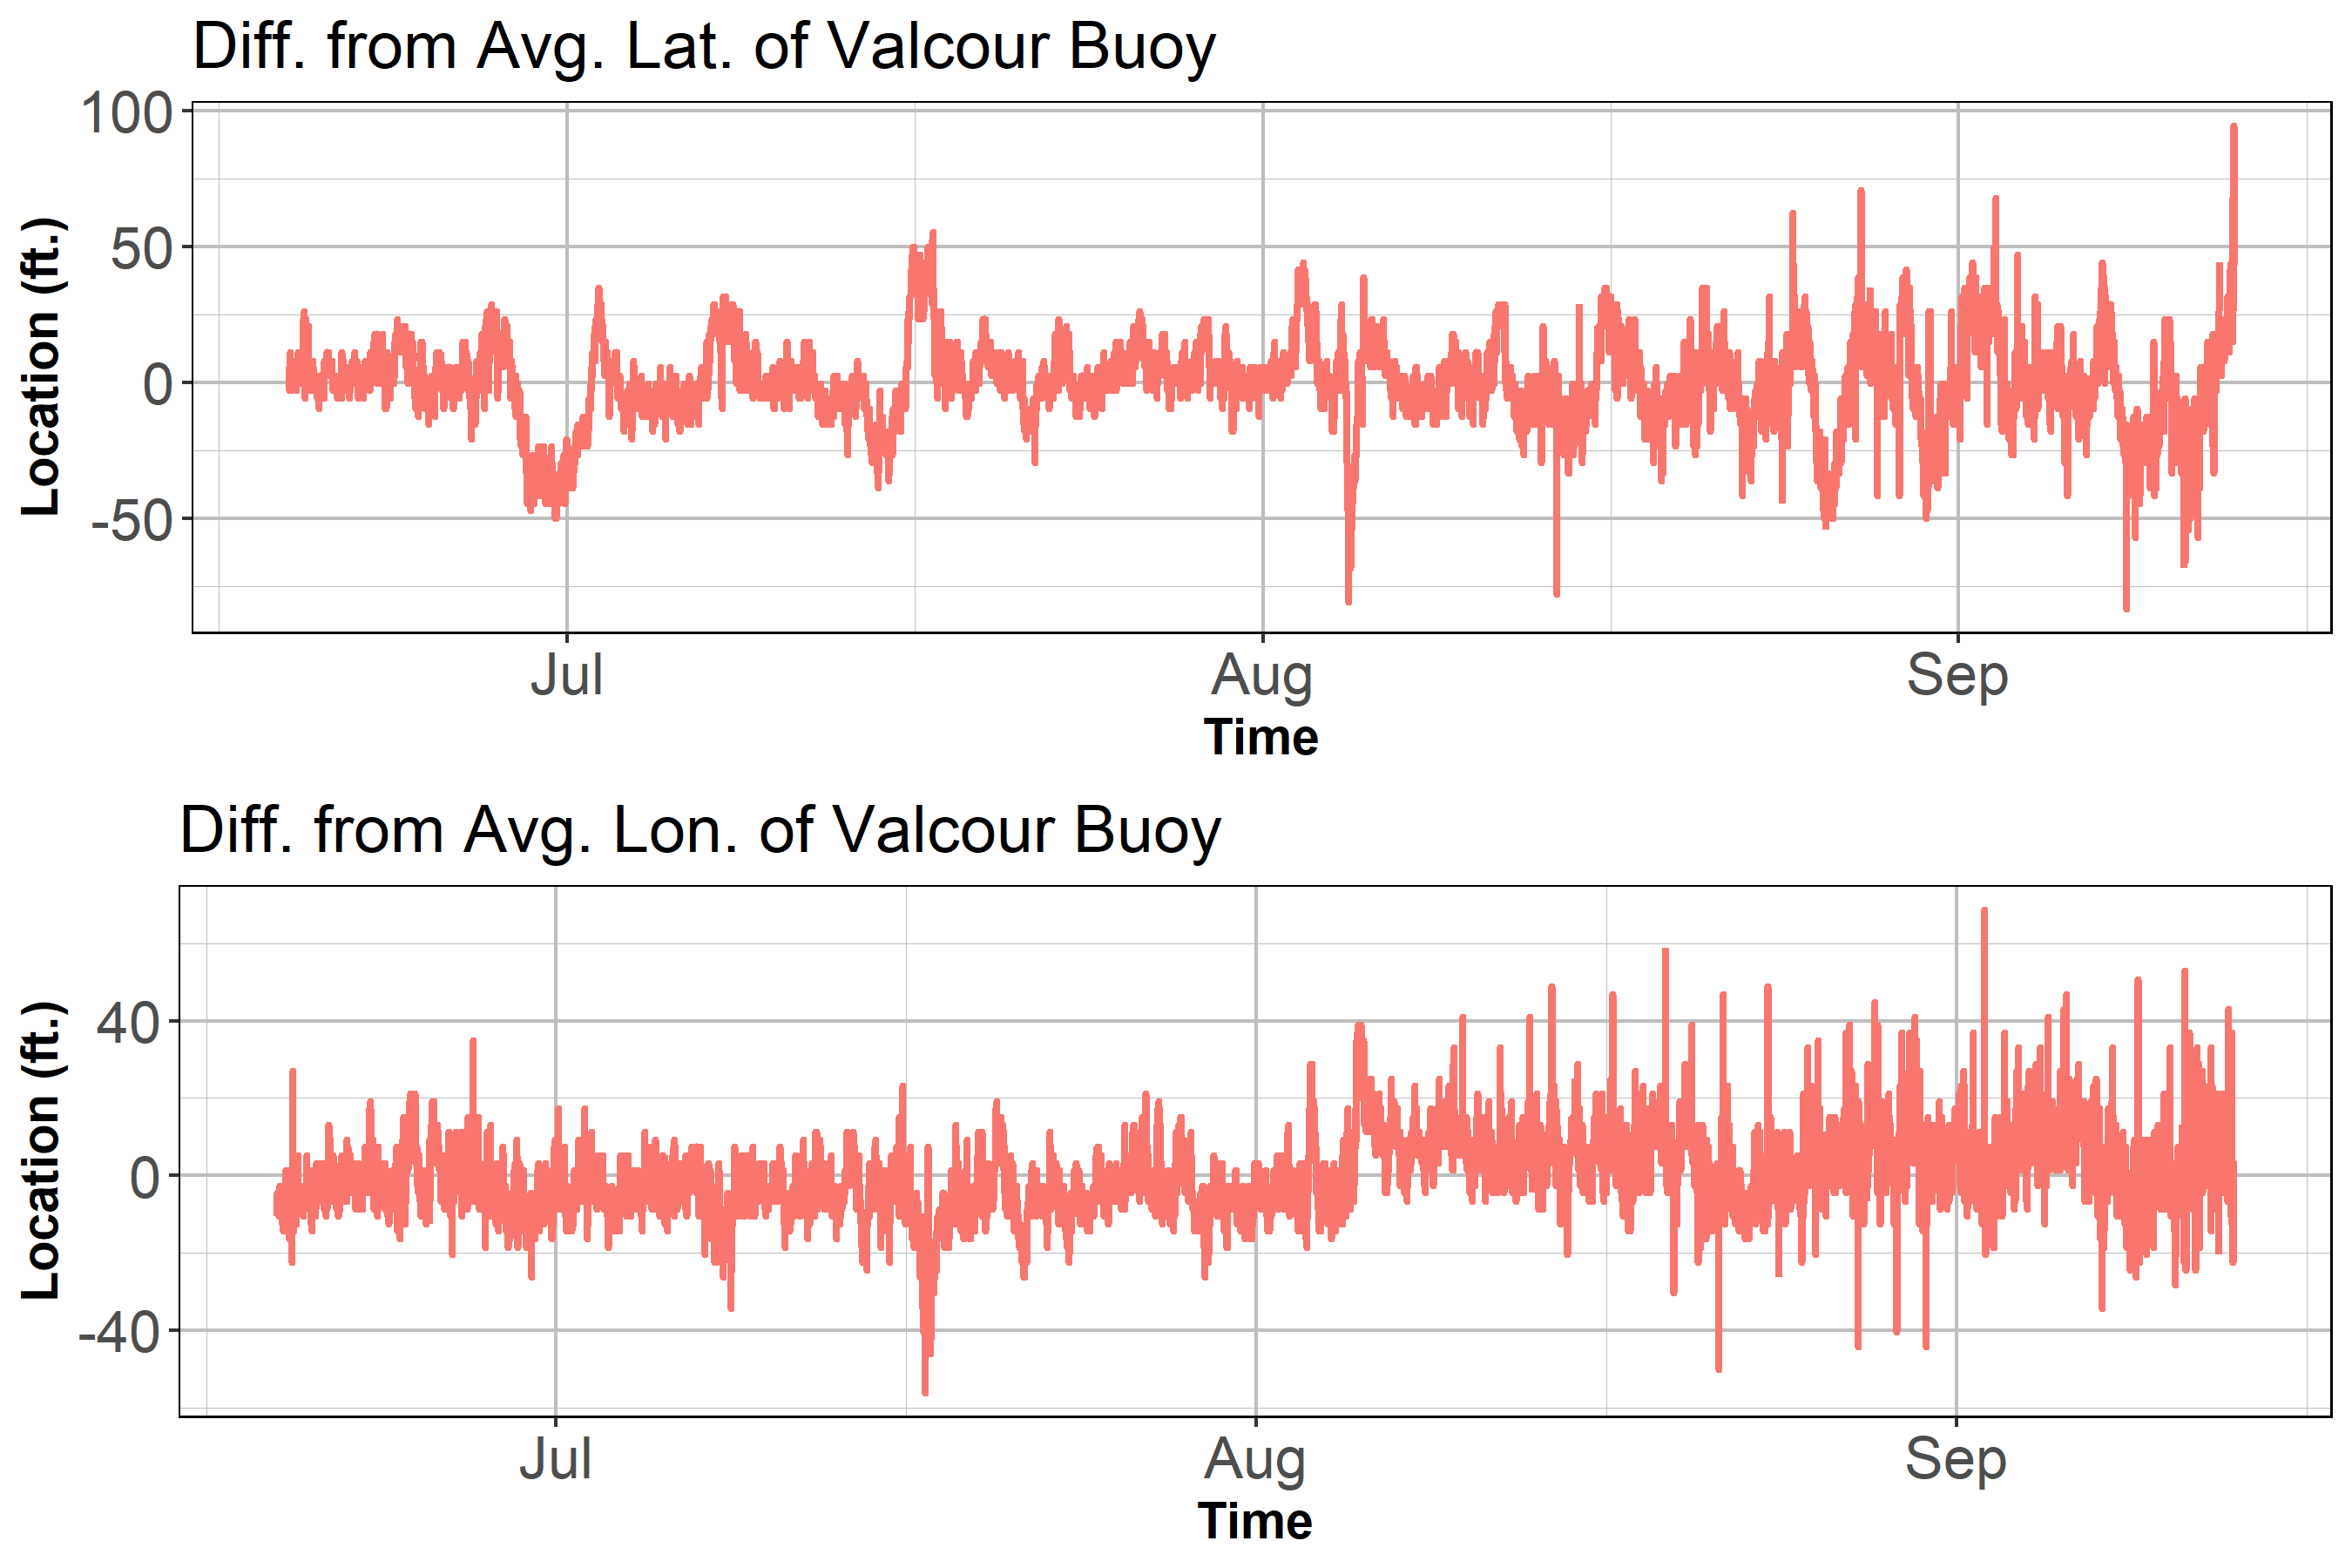 Diff. from Avg. Lat. of Valcour Buoy
100
50
0
-50
Location (ft.)
Jul Aug Sep
Time
Diff. from Avg. Lon. of Valcour Buoy
40
0
-40
Location (ft.)
Jul Aug Sep
Time